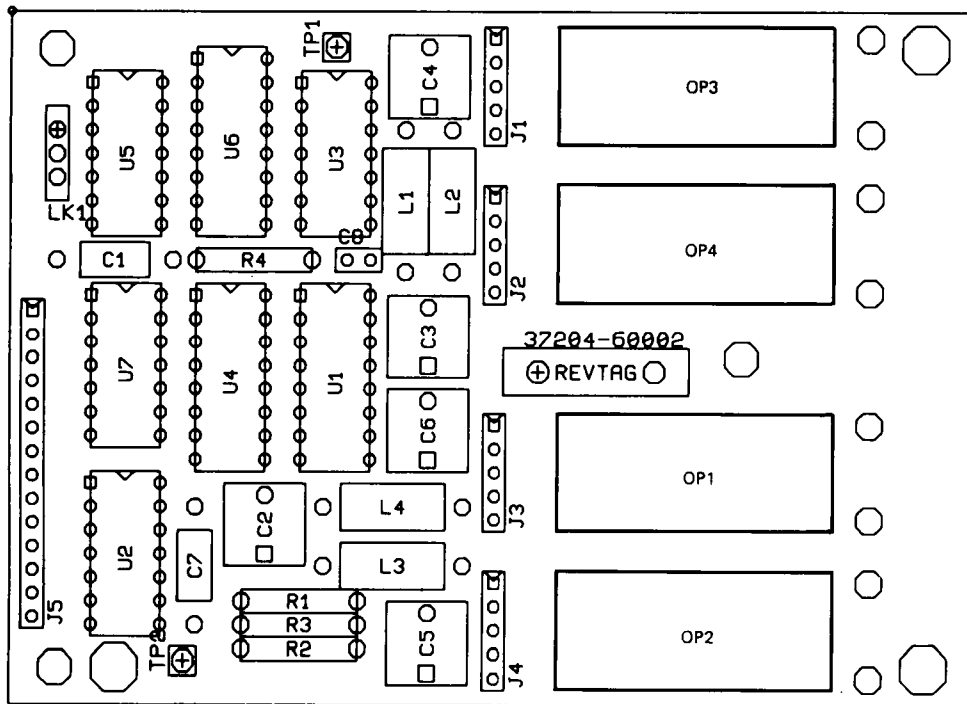 TP1
C4
J1
OP3
U5
U6
U3
LK1
L1
L2
J2
OP4
C1
R4
C8
U7
U4
U1
C3
37204-60002
REVTAG
C6
J3
OP1
U2
C7
C2
L4
L3
J5
R1
R3
R2
TP2
C5
J4
OP2